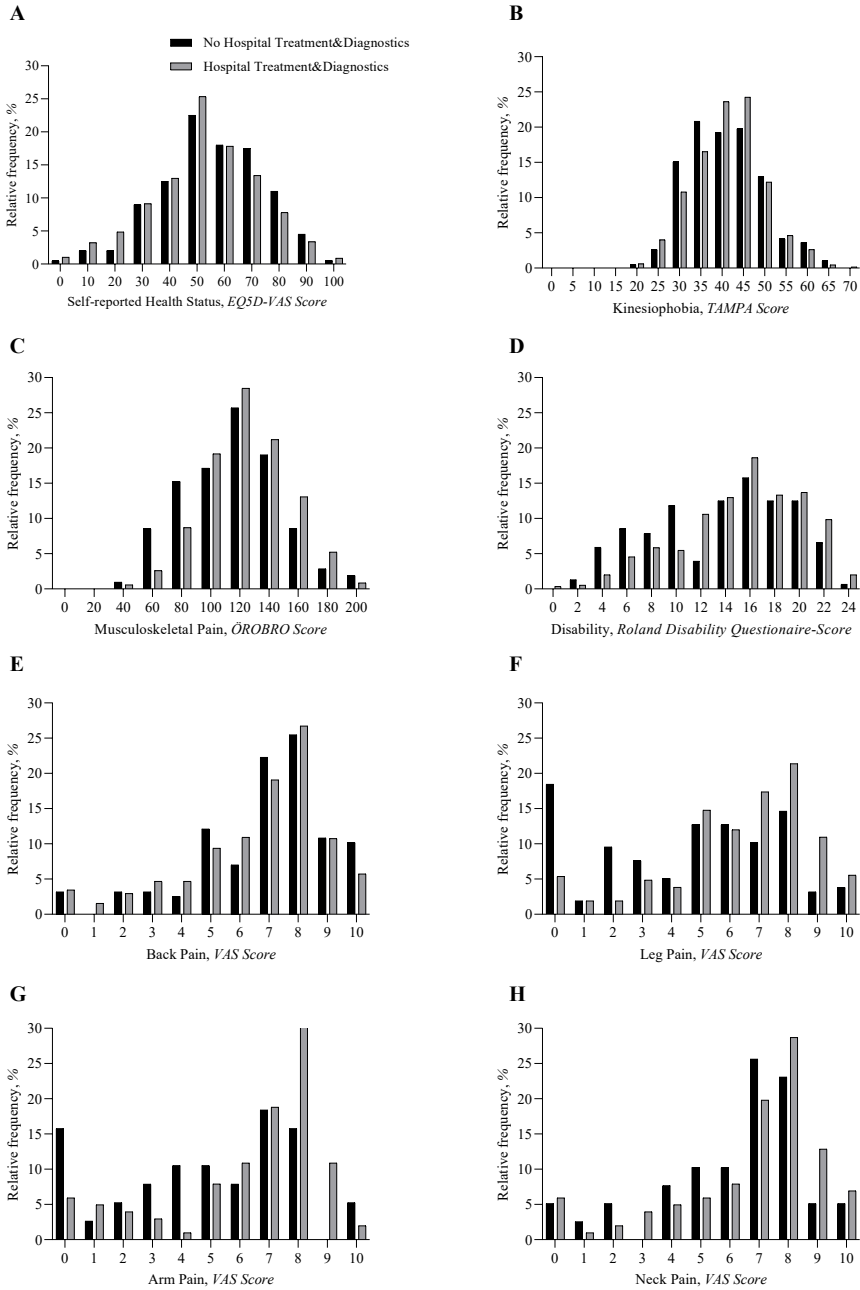 A
B
No Hospital Treatment&Diagnostics
Hospital Treatment&Diagnostics
Relative frequency, %
30
25
20
15
10
5
0
0 10 20 30 40 50 60 70 80 90 100
Self-reported Health Status, EQ5D-VAS Score
Relative frequency, %
30
25
20
15
10
5
0
0 5 10 15 20 25 30 35 40 45 50 55 60 65 70
Kinesiophobia, TAMPA Score
C
Relative frequency, %
30
25
20
15
10
5
0
0 20 40 60 80 100 120 140 160 180 200
Musculoskeletal Pain, ÖROBRO Score
D
Relative frequency, %
30
25
20
15
10
5
0
0 2 4 6 8 10 12 14 16 18 20 22 24
Disability, Roland Disability Questionaire-Score
E
Relative frequency, %
30
25
20
15
10
5
0
0 1 2 3 4 5 6 7 8 9 10
Back Pain, VAS Score
F
Relative frequency, %
30
25
20
15
10
5
0
0 1 2 3 4 5 6 7 8 9 10
Leg Pain, VAS Score
G
Relative frequency, %
30
25
20
15
10
5
0
0 1 2 3 4 5 6 7 8 9 10
Arm Pain, VAS Score
H
Relative frequency, %
30
25
20
15
10
5
0
0 1 2 3 4 5 6 7 8 9 10
Neck Pain, VAS Score